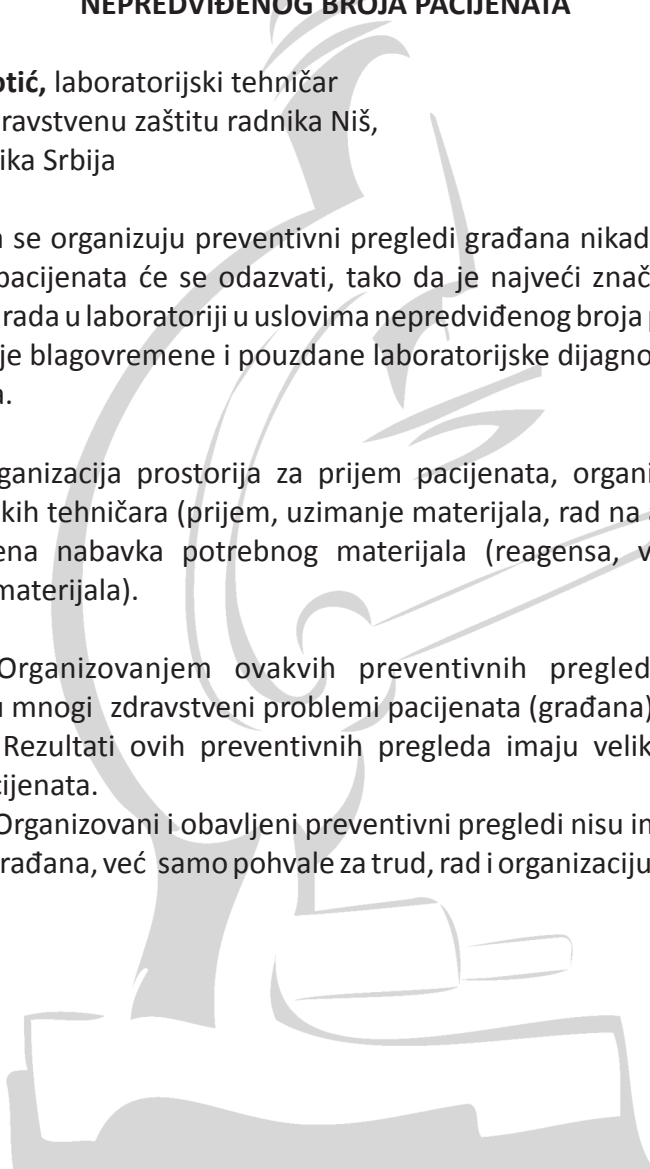 NEPREDVIĐENOG BROJA PACIJENATA
otić, laboratorijski tehničar
ravstvenu zaštitu radnika Niš,
ika Srbija
se organizuju preventivni pregledi građana nikad
pacijenata će se odazvati, tako da je najveći znač
rada u laboratoriji u uslovima nepredviđenog broja p
je blagovremene i pouzdane laboratorijske dijagno
a.
ganizacija prostorija za prijem pacijenata, organi
kih tehničara (prijem, uzimanje materijala, rad na a
ena nabavka potrebnog materijala (reagensa, v
materijala).
Organizovanjem ovakvih preventivnih pregled
u mnogi zdravstveni problemi pacijenata (građana)
Rezultati ovih preventivnih pregleda imaju velik
cijenata.
Organizovani i obavljeni preventivni pregledi nisu im
rađana, već samo pohvale za trud, rad i organizaciju